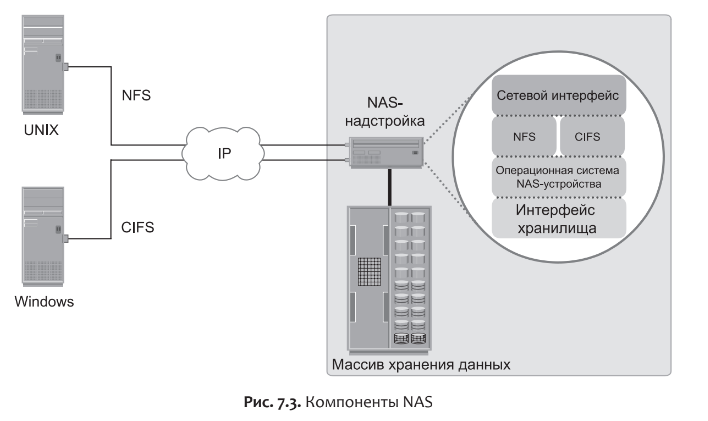 UNIX
NFS
Windows
CIFS
IP
NAS-
надстройка
Сетевой интерфейс
NFS
CIFS
Операционная система
NAS-устройства
Интерфейс
хранилища
Массив хранения данных
Рис. 7.3. Компоненты NAS